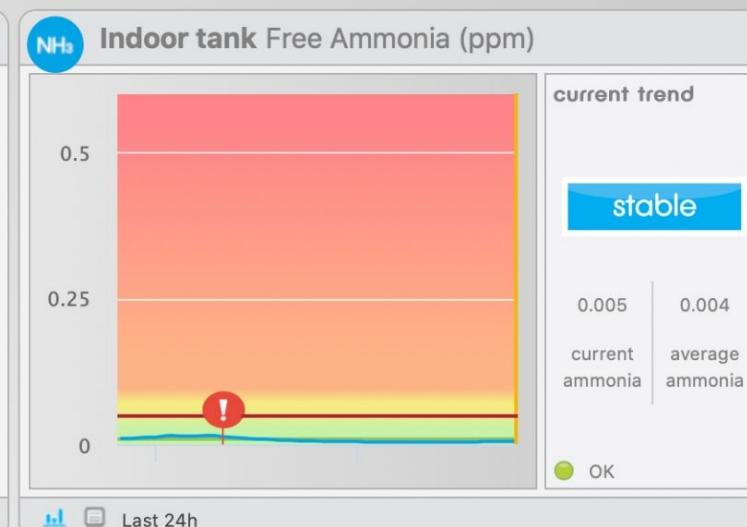 NH₃
Indoor tank Free Ammonia (ppm)
0.5
0.25
0
!
current trend
stable
0.005
0.004
current ammonia
average ammonia
OK
Last 24h